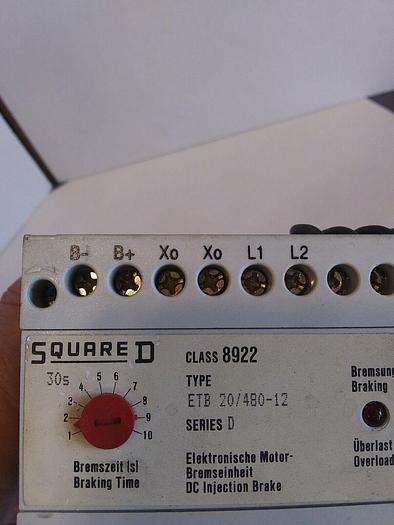 B- B+ Xo Xo L1 L2
SQUARE D
CLASS 8922
30s
TYPE
ETB 20/480-12
SERIES D
1 2 3 4 5 6 7 8 9 10
Bremszeit |s|
Braking Time
Elektronische Motor-
Bremseinheit
DC Injection Brake
Bremsung
Braking
Überlast
Overload